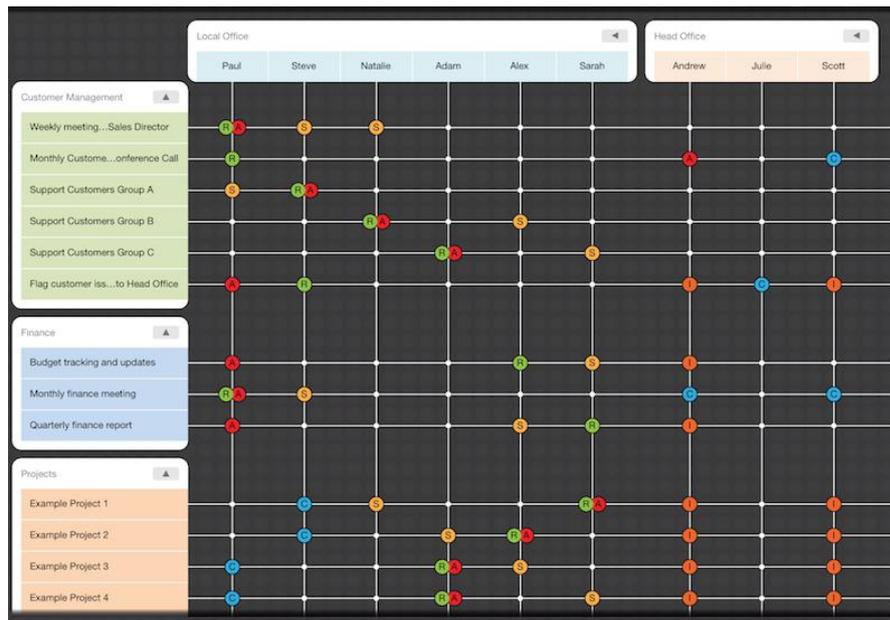 Local Office Head Office
Paul Steve Natalie Adam Alex Sarah Andrew Julie Scott
Customer Management
Weekly meeting...Sales Director R A S S
Monthly Custome...onference Call R A C
Support Customers Group A S R A
Support Customers Group B R A S
Support Customers Group C R A S
Flag customer iss...to Head Office A R I C I
Finance
Budget tracking and updates A R S I
Monthly finance meeting R A S C C
Quarterly finance report A S R I
Projects
Example Project 1 C S R A I I
Example Project 2 C S R A I I
Example Project 3 C R A S I I
Example Project 4 C R A S I I